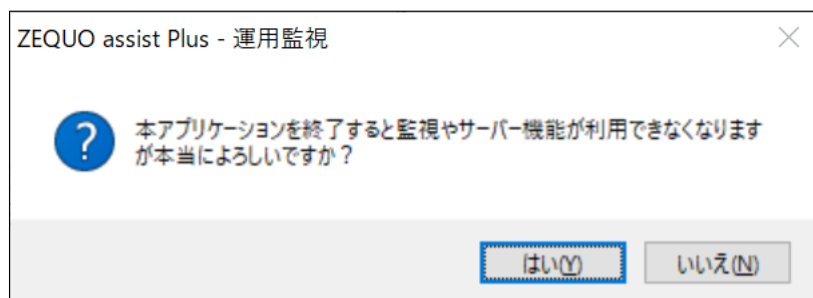 ZEQUO assist Plus - 運用監視
?
本アプリケーションを終了すると監視やサーバー機能が利用できなくなります
が本当によろしいですか？
はい(Y)
いいえ(N)